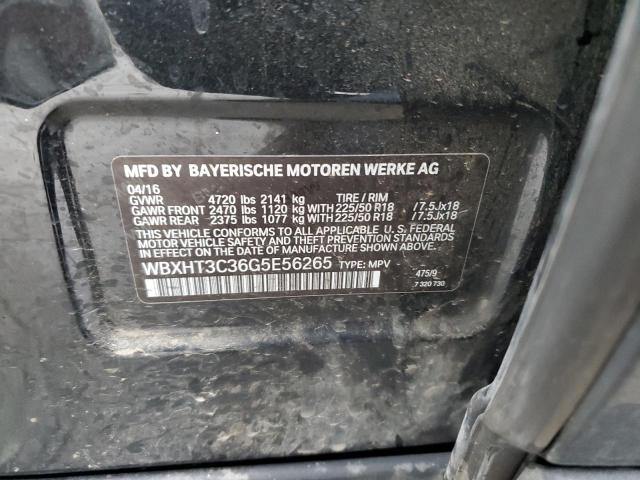 MFD BY BAYERISCHE MOTOREN WERKE AG
04/16
GVWR 4720 lbs 2141 kg TIRE / RIM
GAWR FRONT 2470 lbs 1120 kg WITH 225/50 R18 /7.5Jx18
GAWR REAR 2375 lbs 1077 kg WITH 225/50 R18 /7.5Jx18
THIS VEHICLE CONFORMS TO ALL APPLICABLE U. S. FEDERAL
MOTOR VEHICLE SAFETY AND THEFT PREVENTION STANDARDS
IN EFFECT ON THE DATE OF MANUFACTURE SHOWN ABOVE.
WBXHT3C36G5E56265 TYPE: MPV
475/9
7 320 730